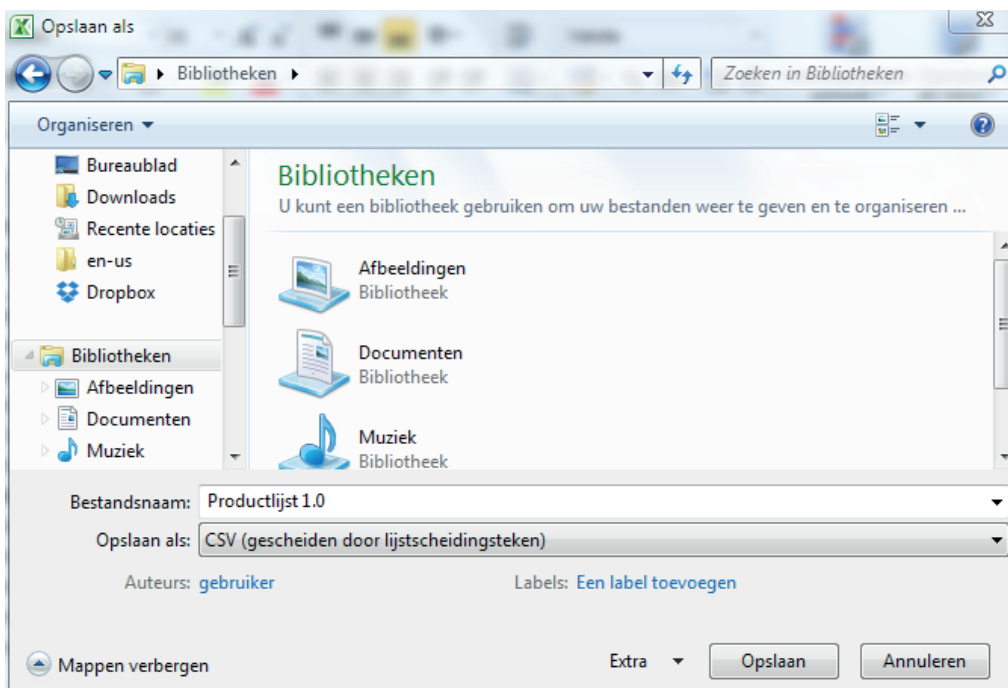 Opslaan als
Bibliotheken
Zoeken in Bibliotheken
Organiseren
Bureaublad
Downloads
Recente locaties
en-us
Dropbox
Bibliotheken
Afbeeldingen
Documenten
Muziek
Bibliotheken
U kunt een bibliotheek gebruiken om uw bestanden weer te geven en te organiseren ...
Afbeeldingen
Bibliotheek
Documenten
Bibliotheek
Muziek
Bibliotheek
Bestandsnaam: Productlijst 1.0
Opslaan als: CSV (gescheiden door lijstscheidingsteken)
Auteurs: gebruiker Labels: Een label toevoegen
Mappen verbergen Extra Opslaan Annuleren